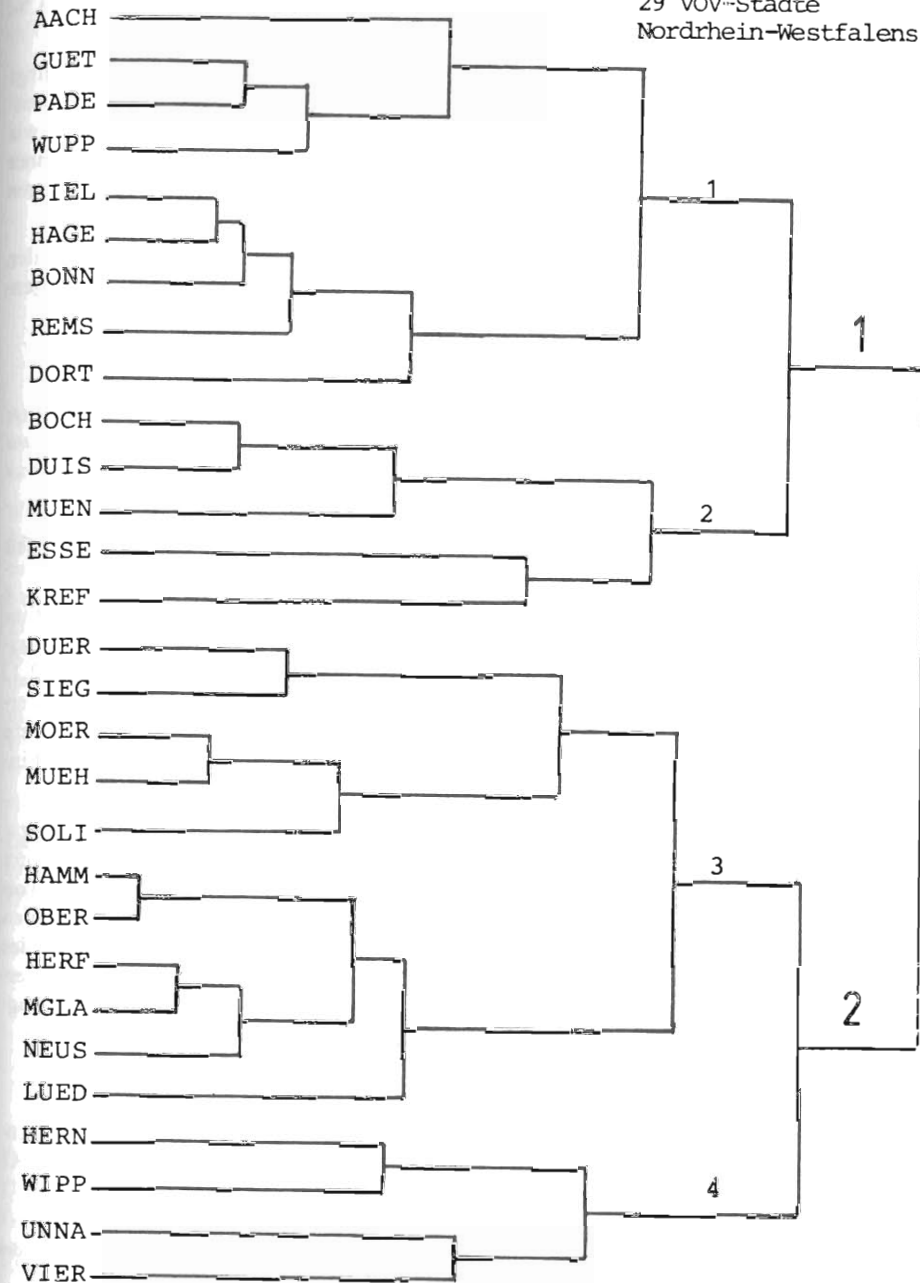 29 VÖV-Städte
Nordrhein-Westfalens
AACH
GUET
PADE
WUPP
BIEL
HAGE
BONN
REMS
DORT
BOCH
DUIS
MUEN
ESSE
KREF
DUER
SIEG
MOER
MUEH
SOLI
HAMM
OBER
HERF
MGLA
NEUS
LUED
HERN
WIPP
UNNA
VIER
1
2
3
4
1
2